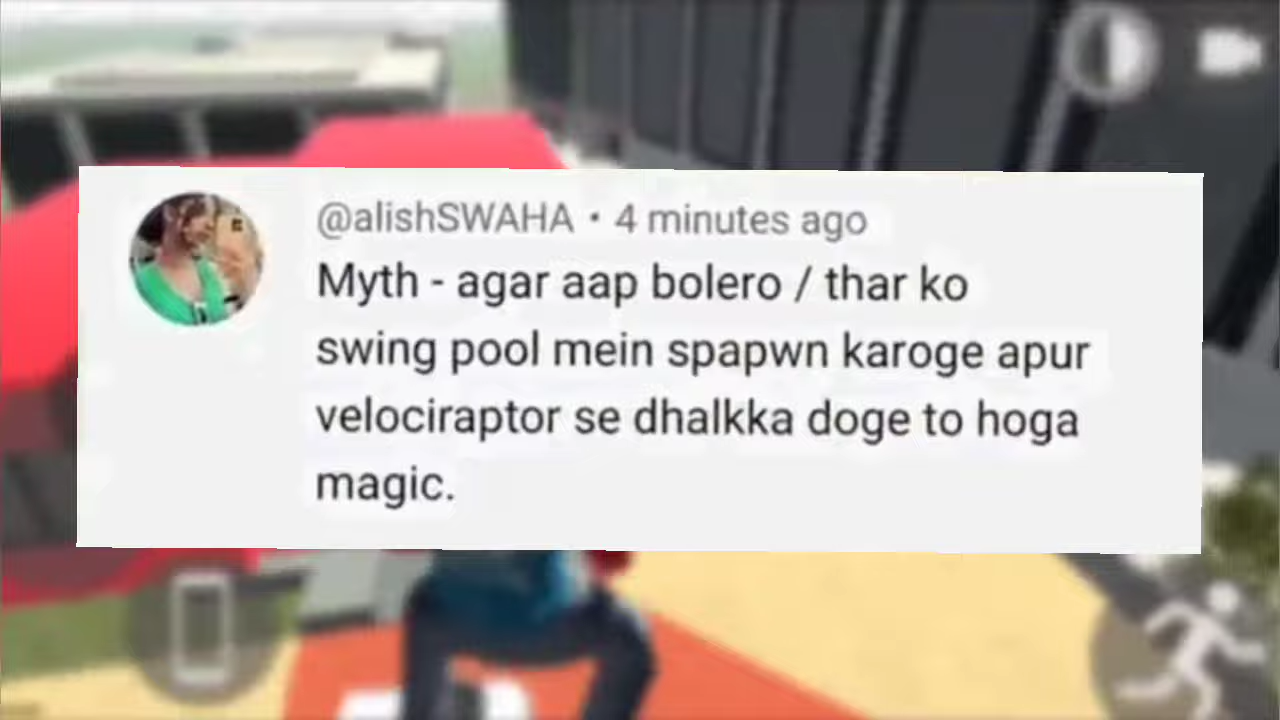 @alishSWAHA • 4 minutes ago
Myth - agar aap bolero / thar ko
swing pool mein spapwn karoge apur
velociraptor se dhalkka doge to hoga
magic.